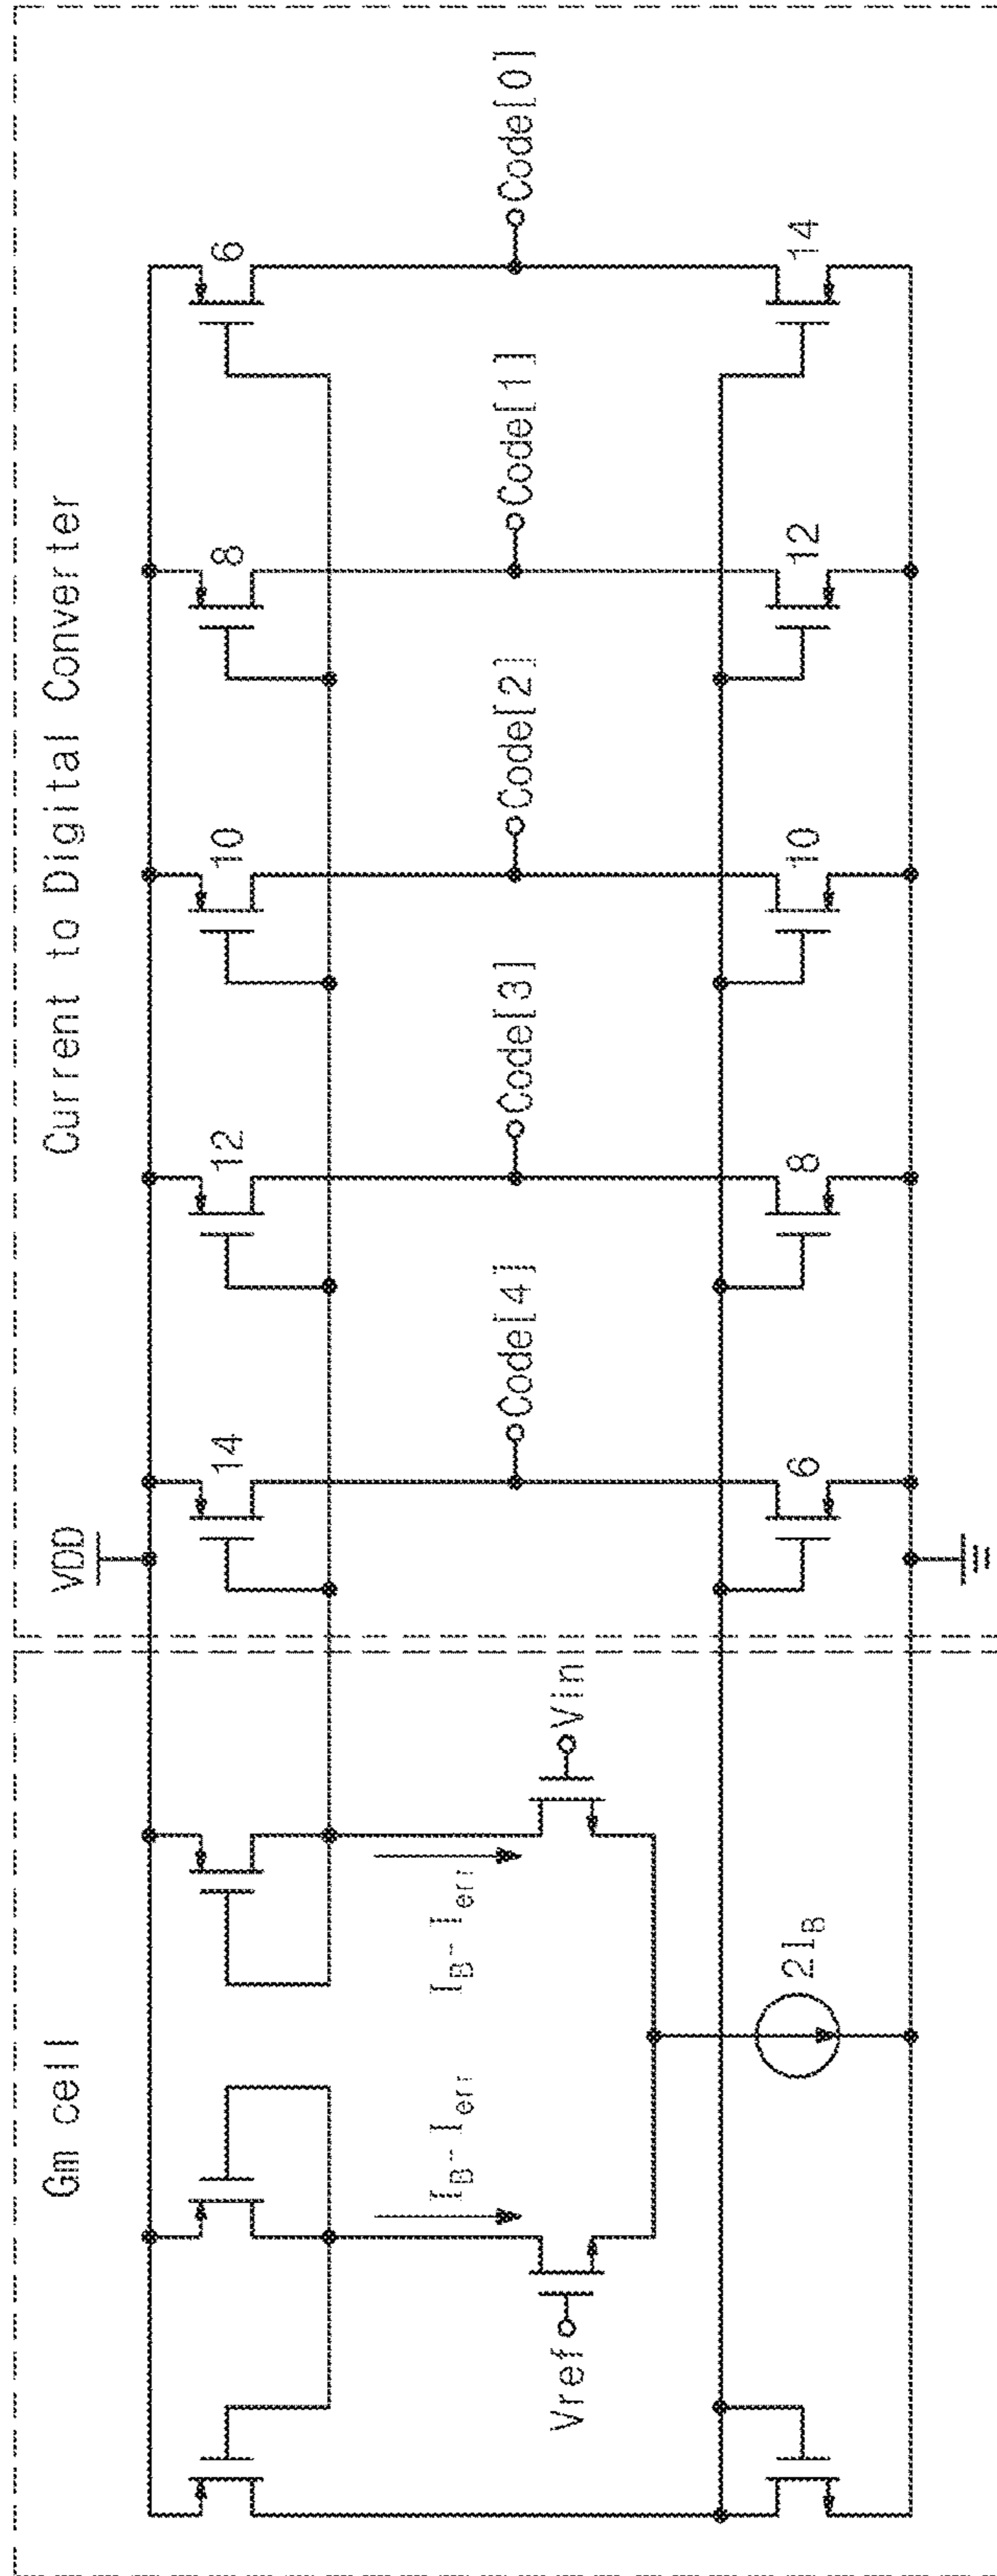 Gm cell
Current to Digital Converter
VDD
14
12
10
8
6
I_B-I_err
I_B-I_err
Vref
Vin
Code[4]
Code[3]
Code[2]
Code[1]
Code[0]
2I_B
6
8
10
12
14